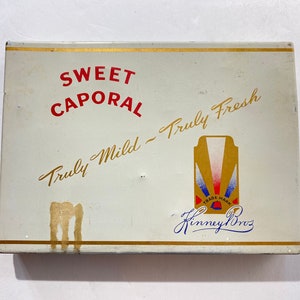 SWEET
CAPORAL
Truly Mild ~ Truly Fresh
TRADE MARK
Kinney Bros